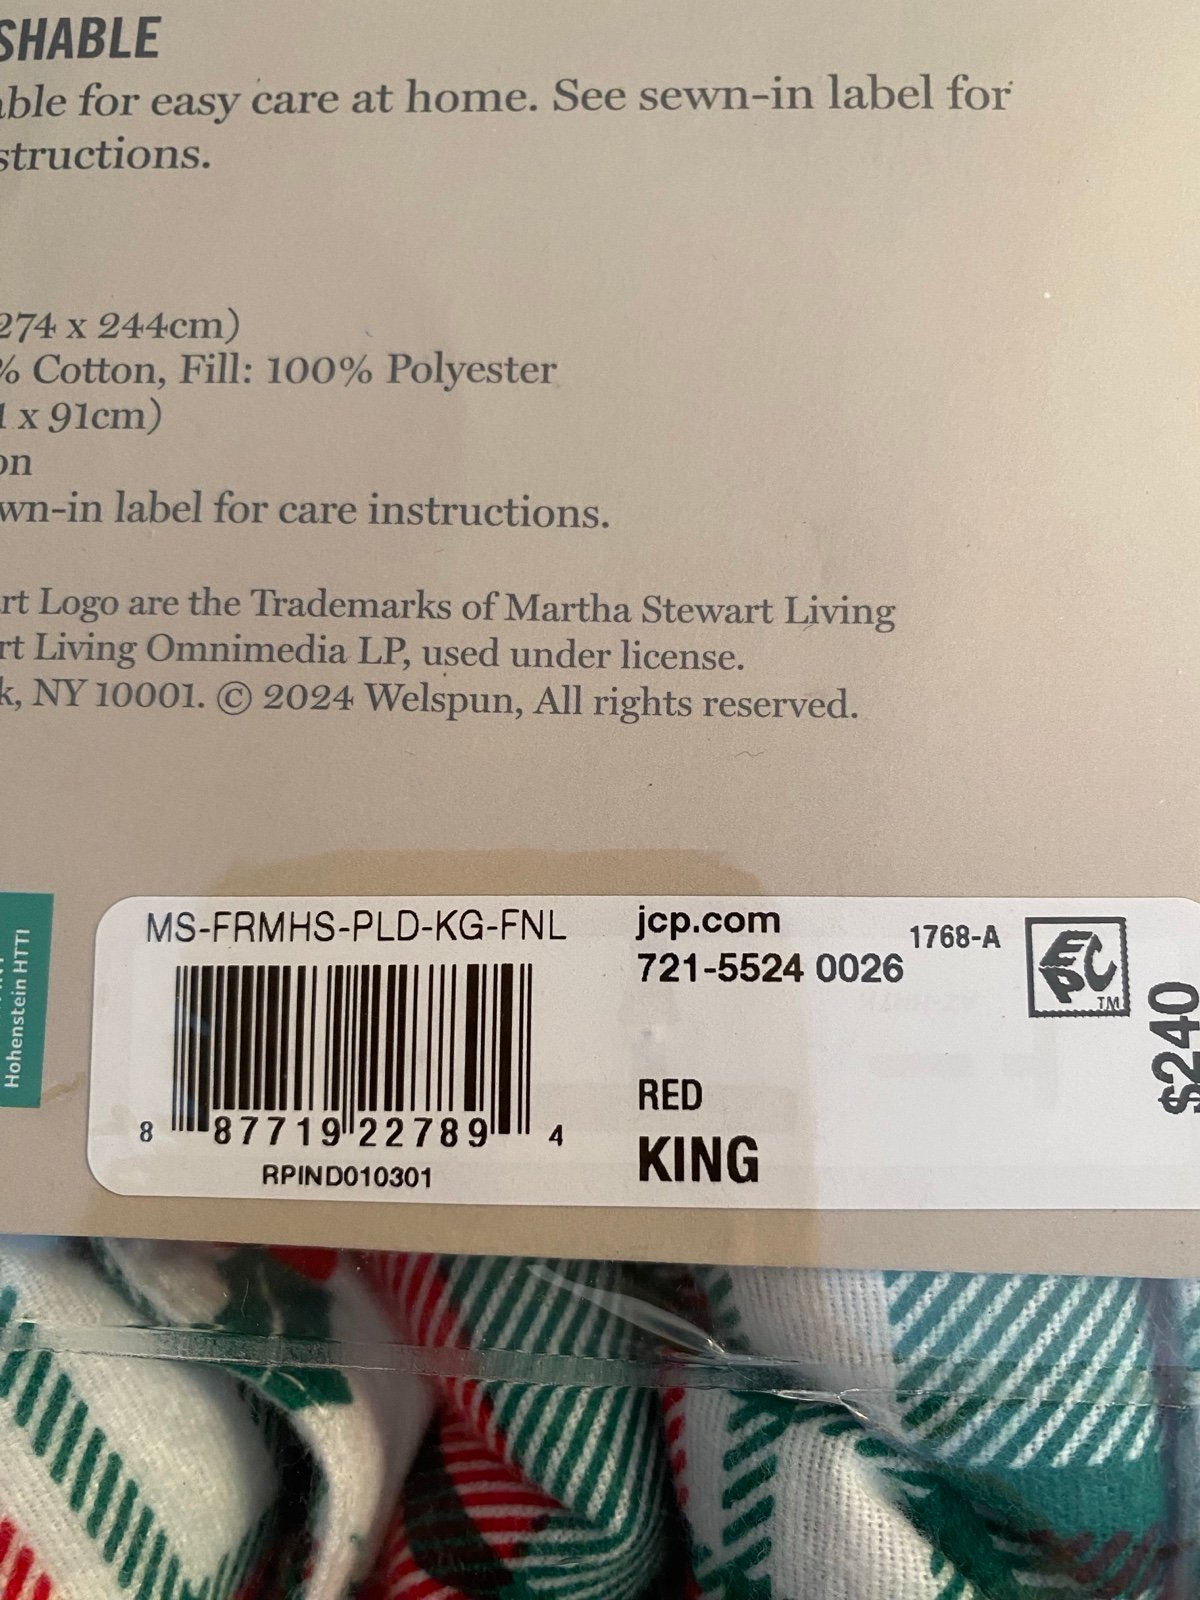 SHABLE
able for easy care at home. See sewn-in label for
structions.
274 x 244cm)
% Cotton, Fill: 100% Polyester
1 x 91cm)
on
wn-in label for care instructions.
rt Logo are the Trademarks of Martha Stewart Living
rt Living Omnimedia LP, used under license.
k, NY 10001. © 2024 Welspun, All rights reserved.
Hohenstein HTTI
MS-FRMHS-PLD-KG-FNL
8 87719 22789 4
RPIND010301
jcp.com
721-5524 0026
1768-A
EPC TM
RED
KING
$240